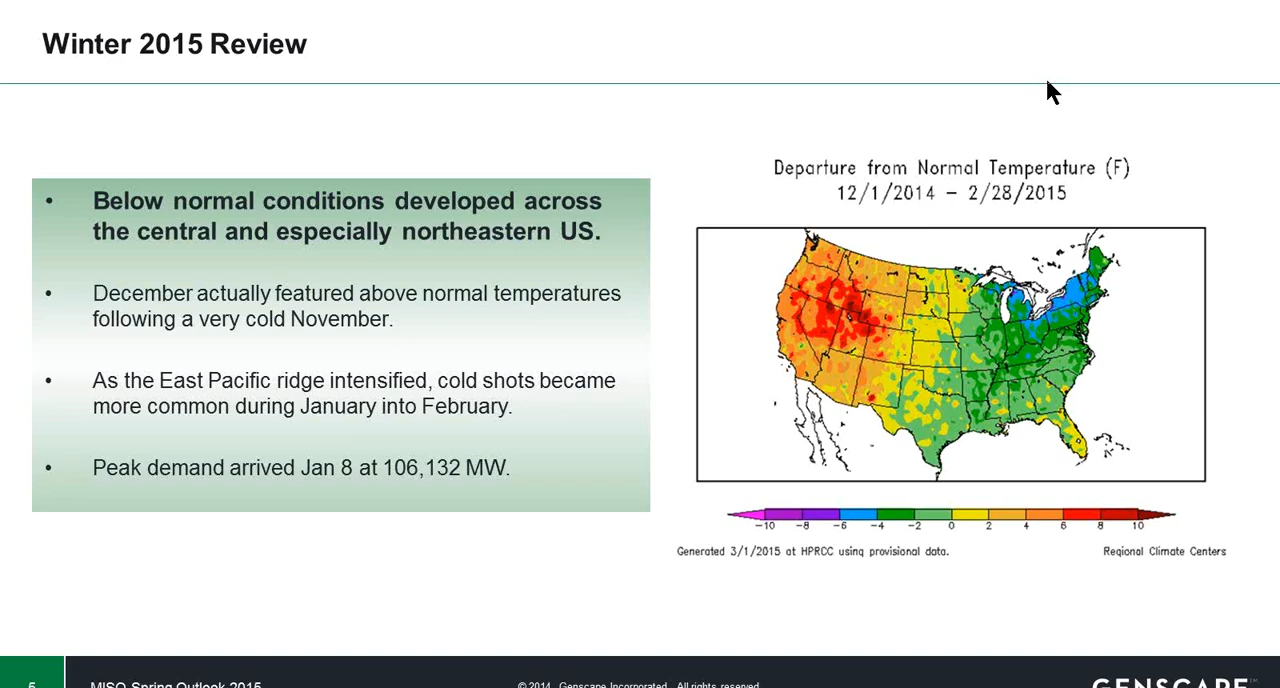 Winter 2015 Review
• Below normal conditions developed across
the central and especially northeastern US.
• December actually featured above normal temperatures
following a very cold November.
• As the East Pacific ridge intensified, cold shots became
more common during January into February.
• Peak demand arrived Jan 8 at 106,132 MW.
Departure from Normal Temperature (F)
12/1/2014 – 2/28/2015
-10 -8 -6 -4 -2 0 2 4 6 8 10
Generated 3/1/2015 at HPRCC using provisional data.
Regional Climate Centers
5
MISO Spring Outlook 2015
© 2014 Genscape Incorporated. All rights reserved.
GENSCAPE™